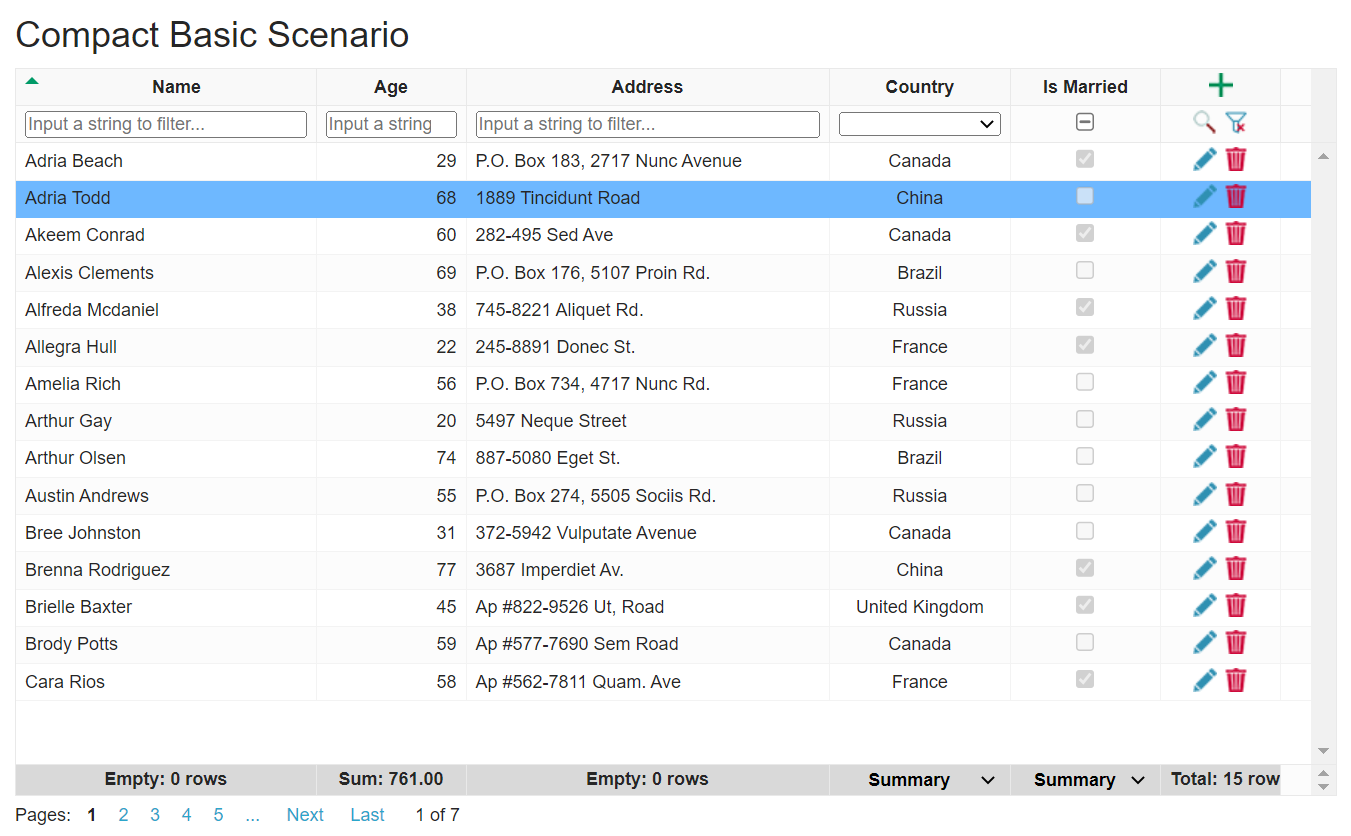 Compact Basic Scenario
Name Age Address Country Is Married
Input a string to filter... Input a string Input a string to filter...
Adria Beach 29 P.O. Box 183, 2717 Nunc Avenue Canada
Adria Todd 68 1889 Tincidunt Road China
Akeem Conrad 60 282-495 Sed Ave Canada
Alexis Clements 69 P.O. Box 176, 5107 Proin Rd. Brazil
Alfreda Mcdaniel 38 745-8221 Aliquet Rd. Russia
Allegra Hull 22 245-8891 Donec St. France
Amelia Rich 56 P.O. Box 734, 4717 Nunc Rd. France
Arthur Gay 20 5497 Neque Street Russia
Arthur Olsen 74 887-5080 Eget St. Brazil
Austin Andrews 55 P.O. Box 274, 5505 Sociis Rd. Russia
Bree Johnston 31 372-5942 Vulputate Avenue Canada
Brenna Rodriguez 77 3687 Imperdiet Av. China
Brielle Baxter 45 Ap #822-9526 Ut, Road United Kingdom
Brody Potts 59 Ap #577-7690 Sem Road Canada
Cara Rios 58 Ap #562-7811 Quam. Ave France
Empty: 0 rows Sum: 761.00 Empty: 0 rows Summary Summary Total: 15 row
Pages: 1 2 3 4 5 ... Next Last 1 of 7